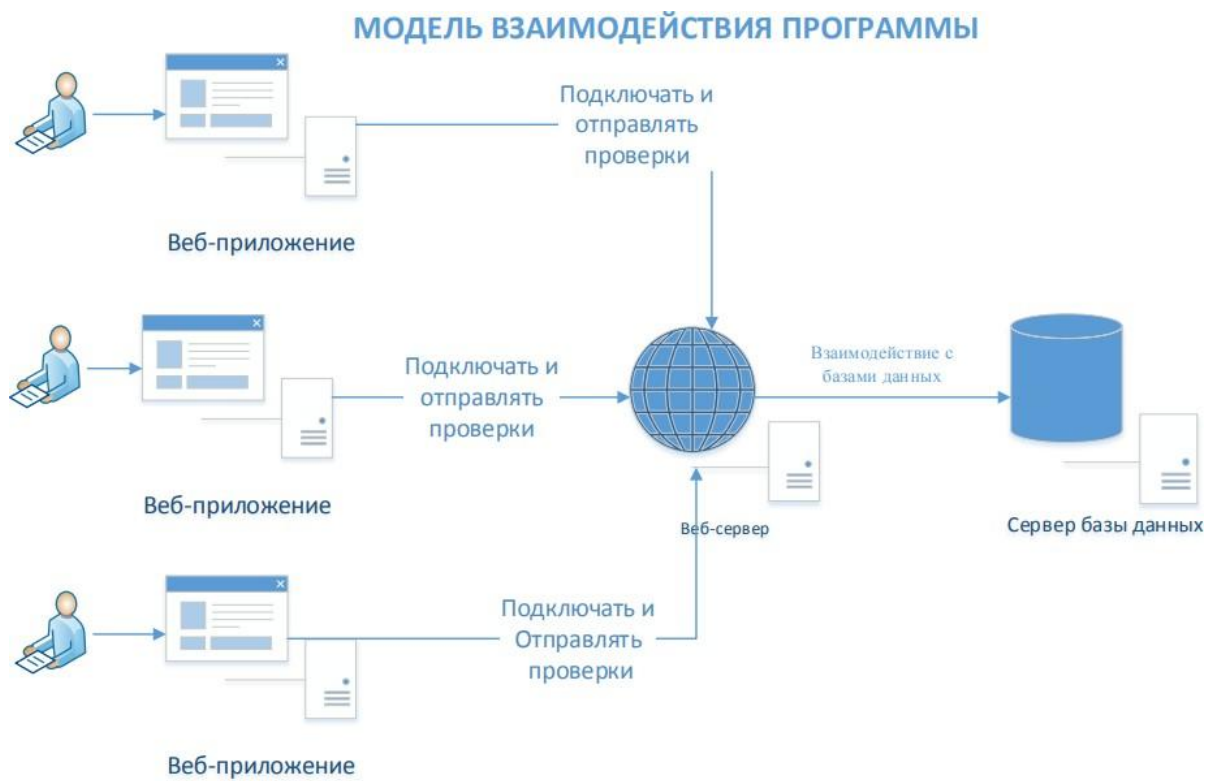 МОДЕЛЬ ВЗАИМОДЕЙСТВИЯ ПРОГРАММЫ
Подключать и
отправлять
проверки
Веб-приложение
Подключать и
отправлять
проверки
Взаимодействие с
базами данных
Веб-приложение
Веб-сервер
Сервер базы данных
Подключать и
Отправлять
проверки
Веб-приложение